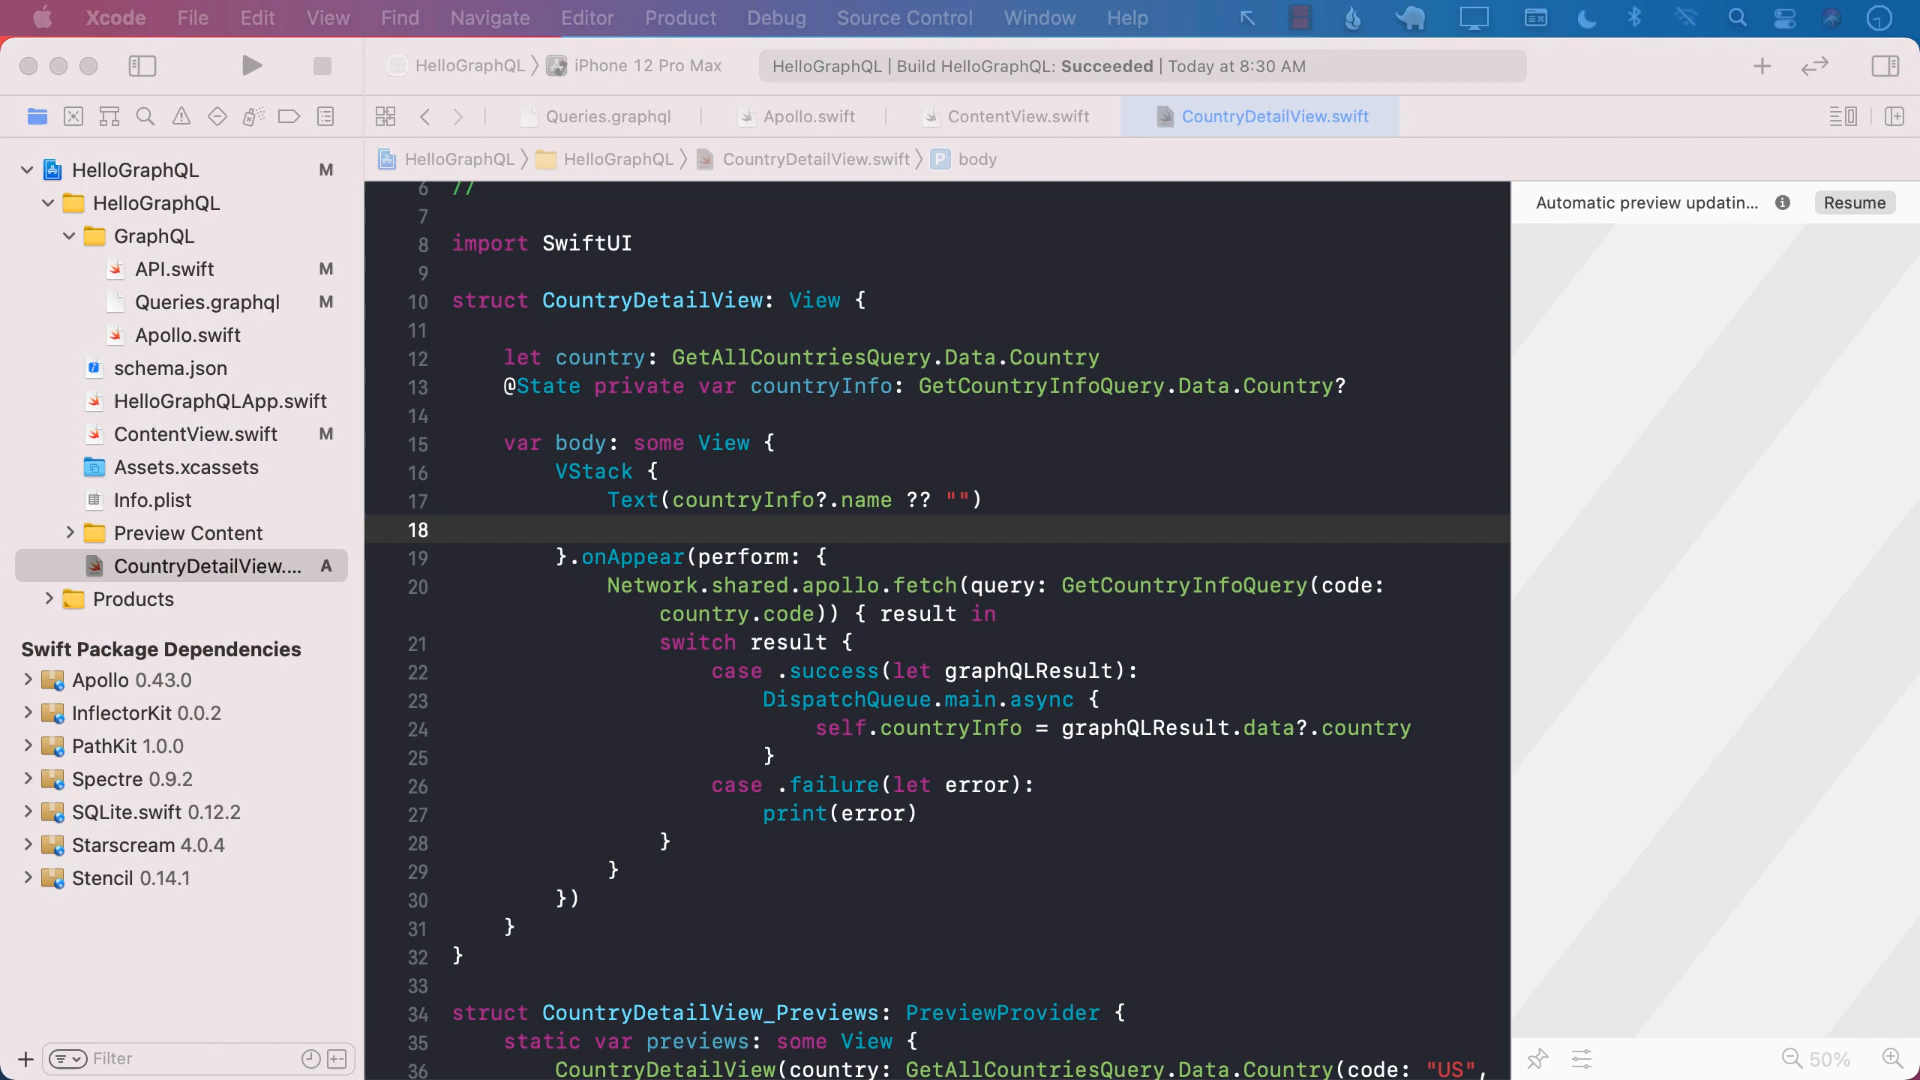 Xcode File Edit View Find Navigate Editor Product Debug Source Control Window Help
HelloGraphQL 〉 iPhone 12 Pro Max
HelloGraphQL | Build HelloGraphQL: Succeeded | Today at 8:30 AM
Queries.graphql Apollo.swift ContentView.swift CountryDetailView.swift
HelloGraphQL 〉 HelloGraphQL 〉 CountryDetailView.swift 〉 P body
HelloGraphQL M
HelloGraphQL
GraphQL
API.swift M
Queries.graphql M
Apollo.swift
schema.json
HelloGraphQLApp.swift
ContentView.swift M
Assets.xcassets
Info.plist
Preview Content
CountryDetailView.... A
Products
Swift Package Dependencies
Apollo 0.43.0
InflectorKit 0.0.2
PathKit 1.0.0
Spectre 0.9.2
SQLite.swift 0.12.2
Starscream 4.0.4
Stencil 0.14.1
Filter
6 //
7
8 import SwiftUI
9
10 struct CountryDetailView: View {
11
12 let country: GetAllCountriesQuery.Data.Country
13 @State private var countryInfo: GetCountryInfoQuery.Data.Country?
14
15 var body: some View {
16 VStack {
17 Text(countryInfo?.name ?? "")
18
19 }.onAppear(perform: {
20 Network.shared.apollo.fetch(query: GetCountryInfoQuery(code:
country.code)) { result in
21 switch result {
22 case .success(let graphQLResult):
23 DispatchQueue.main.async {
24 self.countryInfo = graphQLResult.data?.country
25 }
26 case .failure(let error):
27 print(error)
28 }
29 }
30 })
31 }
32 }
33
34 struct CountryDetailView_Previews: PreviewProvider {
35 static var previews: some View {
36 CountryDetailView(country: GetAllCountriesQuery.Data.Country(code: "US",
Automatic preview updatin... Resume
50%